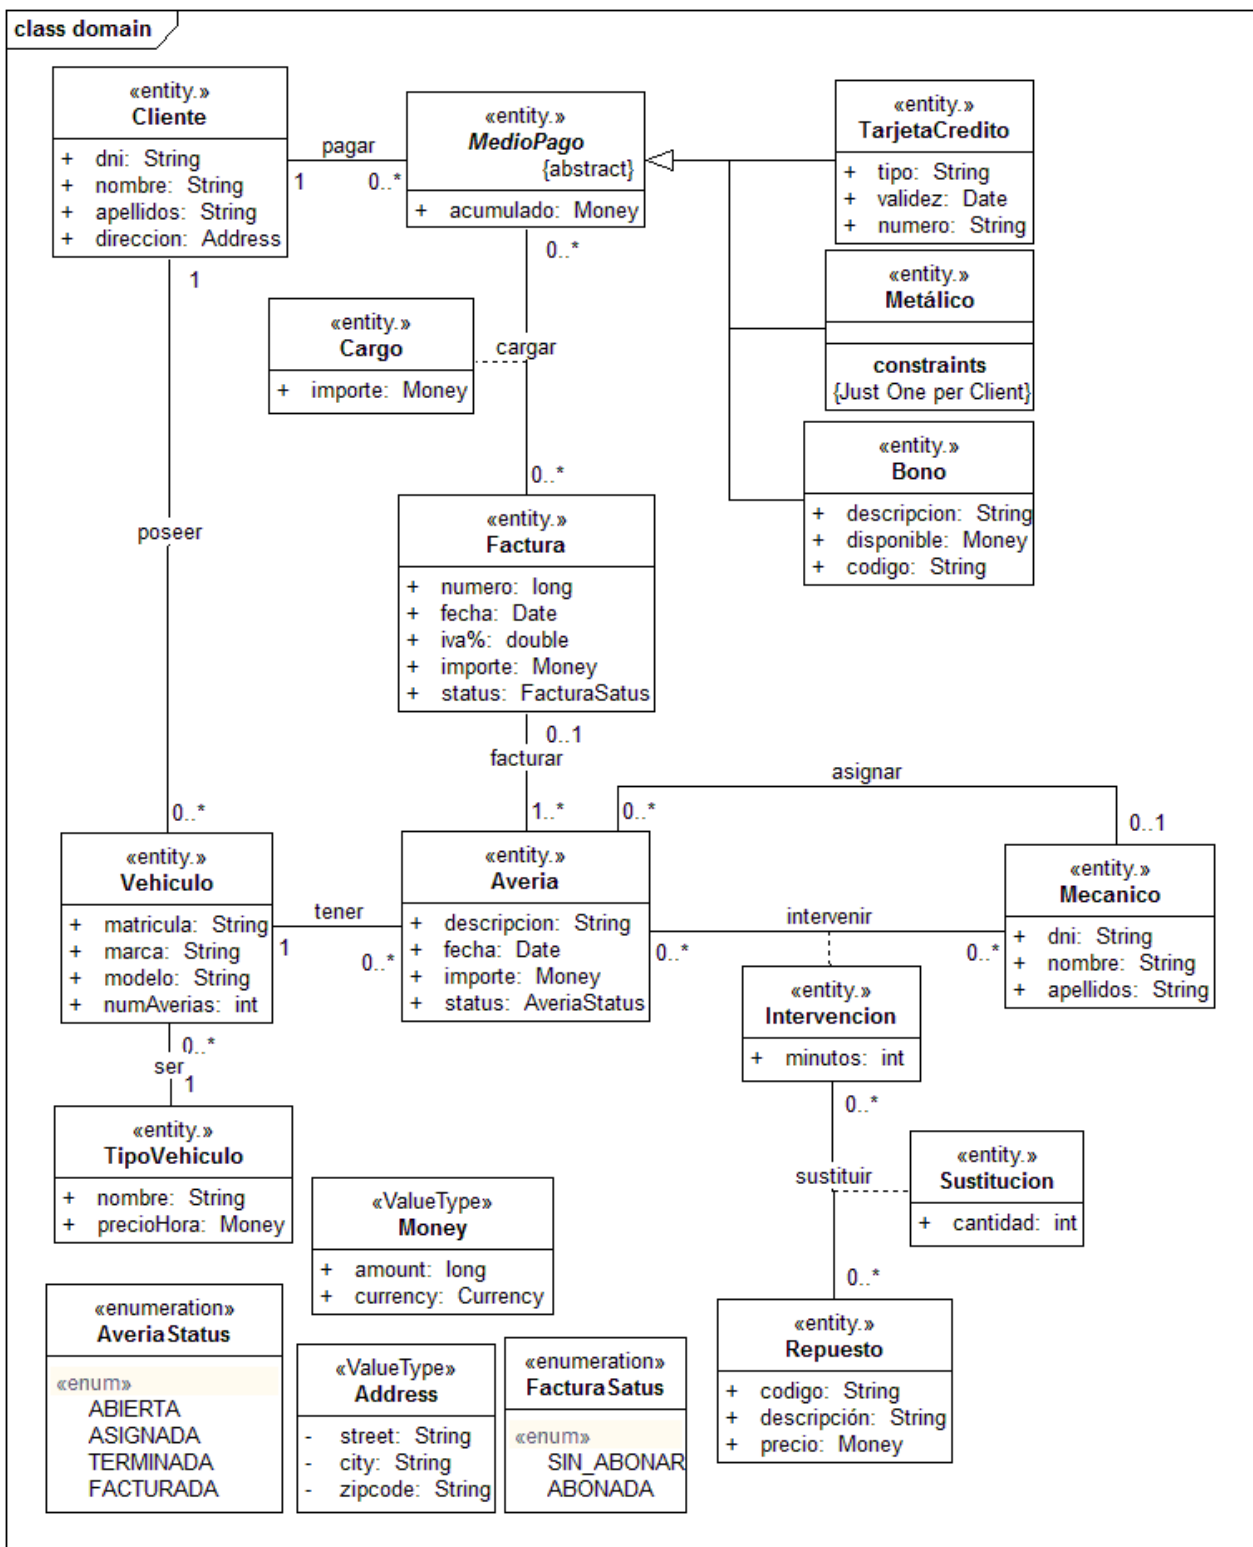 class domain
«entity.»
Cliente
+ dni: String
+ nombre: String
+ apellidos: String
+ direccion: Address
pagar
1
0..*
«entity.»
MedioPago
{abstract}
+ acumulado: Money
«entity.»
TarjetaCredito
+ tipo: String
+ validez: Date
+ numero: String
1
0..*
«entity.»
Metálico
constraints
{Just One per Client}
«entity.»
Cargo
+ importe: Money
cargar
«entity.»
Bono
+ descripcion: String
+ disponible: Money
+ codigo: String
0..*
poseer
«entity.»
Factura
+ numero: long
+ fecha: Date
+ iva%: double
+ importe: Money
+ status: FacturaSatus
0..1
facturar
asignar
0..*
1..*
0..*
0..1
«entity.»
Vehiculo
+ matricula: String
+ marca: String
+ modelo: String
+ numAverias: int
tener
1
0..*
«entity.»
Averia
+ descripcion: String
+ fecha: Date
+ importe: Money
+ status: AveriaStatus
intervenir
0..*
0..*
«entity.»
Mecanico
+ dni: String
+ nombre: String
+ apellidos: String
«entity.»
Intervencion
+ minutos: int
0..*
ser
1
0..*
«entity.»
TipoVehiculo
+ nombre: String
+ precioHora: Money
sustituir
«entity.»
Sustitucion
+ cantidad: int
«ValueType»
Money
+ amount: long
+ currency: Currency
0..*
«enumeration»
AveriaStatus
«enum»
ABIERTA
ASIGNADA
TERMINADA
FACTURADA
«ValueType»
Address
- street: String
- city: String
- zipcode: String
«enumeration»
FacturaSatus
«enum»
SIN_ABONAR
ABONADA
«entity.»
Repuesto
+ codigo: String
+ descripción: String
+ precio: Money